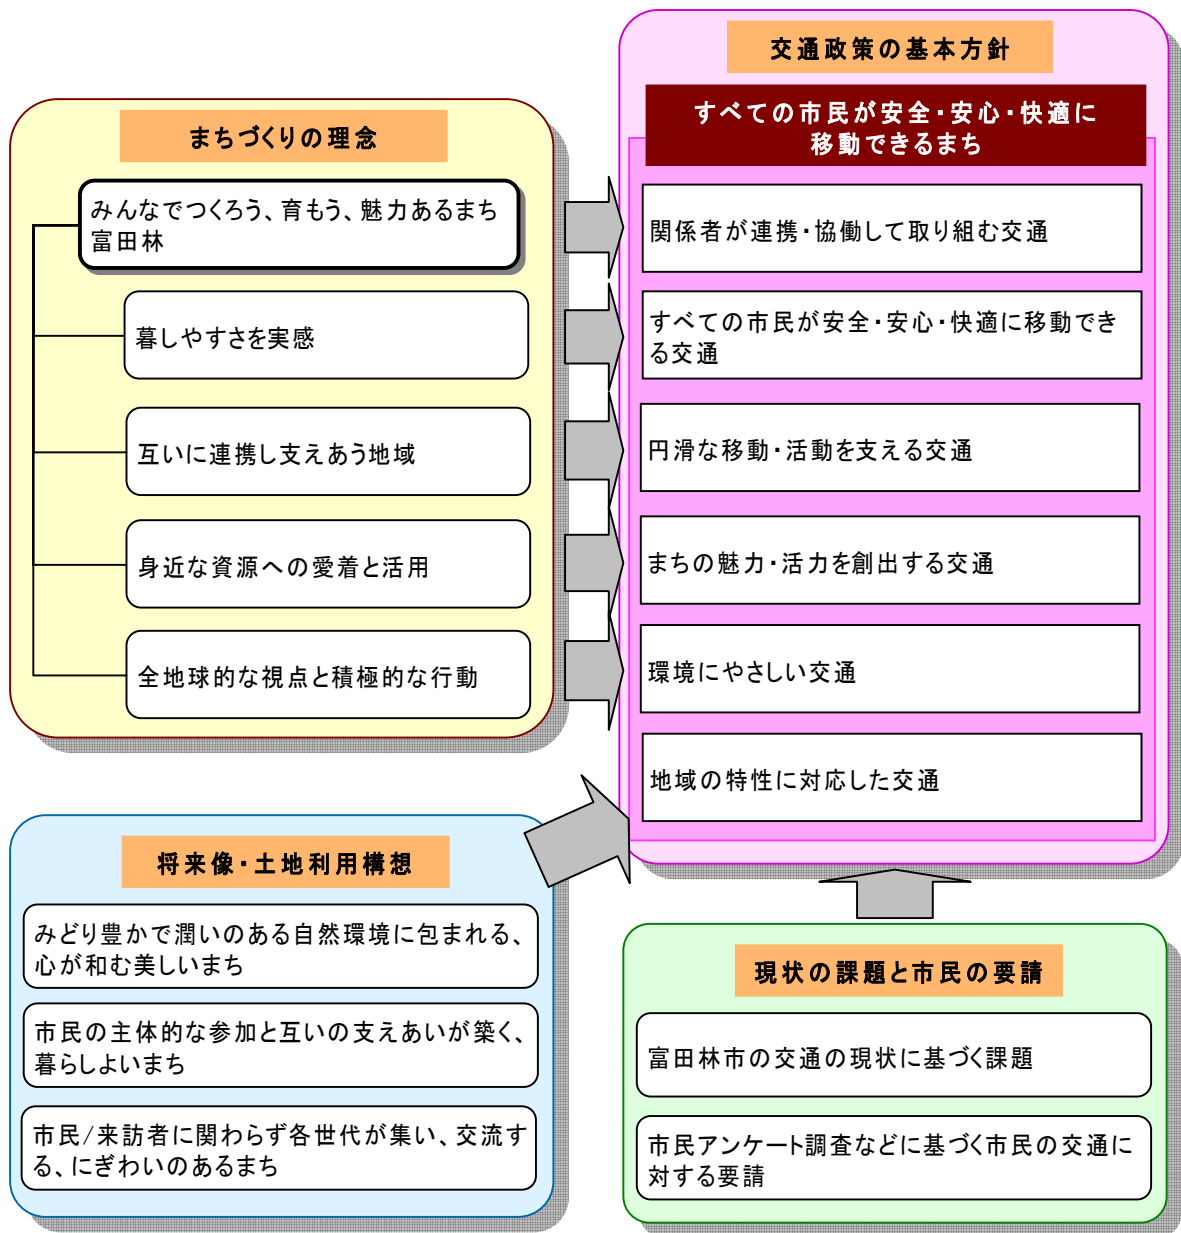 まちづくりの理念
みんなでつくろう、育もう、魅力あるまち
富田林
暮しやすさを実感
互いに連携し支えあう地域
身近な資源への愛着と活用
全地球的な視点と積極的な行動
交通政策の基本方針
すべての市民が安全・安心・快適に
移動できるまち
関係者が連携・協働して取り組む交通
すべての市民が安全・安心・快適に移動でき
る交通
円滑な移動・活動を支える交通
まちの魅力・活力を創出する交通
環境にやさしい交通
地域の特性に対応した交通
将来像・土地利用構想
みどり豊かで潤いのある自然環境に包まれる、
心が和む美しいまち
市民の主体的な参加と互いの支えあいが築く、
暮らしよいまち
市民/来訪者に関わらず各世代が集い、交流す
る、にぎわいのあるまち
現状の課題と市民の要請
富田林市の交通の現状に基づく課題
市民アンケート調査などに基づく市民の交通に
対する要請